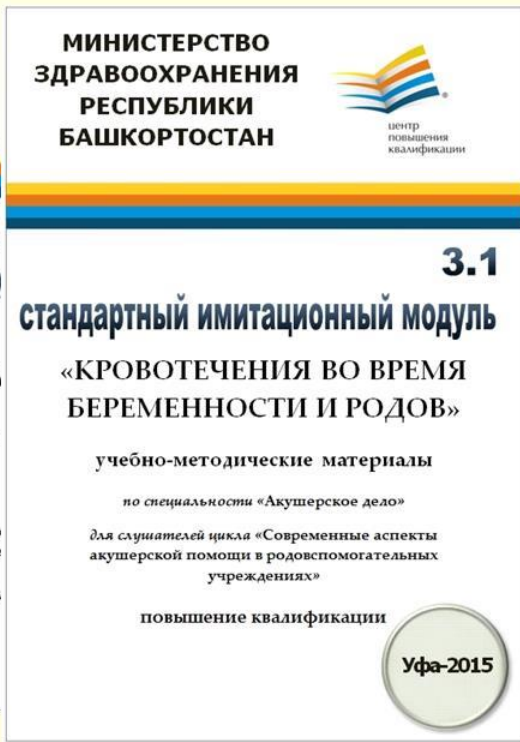 МИНИСТЕРСТВО
ЗДРАВООХРАНЕНИЯ
РЕСПУБЛИКИ
БАШКОРТОСТАН
центр
повышения
квалификации
3.1
стандартный имитационный модуль
«КРОВОТЕЧЕНИЯ ВО ВРЕМЯ
БЕРЕМЕННОСТИ И РОДОВ»
учебно-методические материалы
по специальности «Акушерское дело»
для слушателей цикла «Современные аспекты
акушерской помощи в родовспомогательных
учреждениях»
повышение квалификации
Уфа-2015